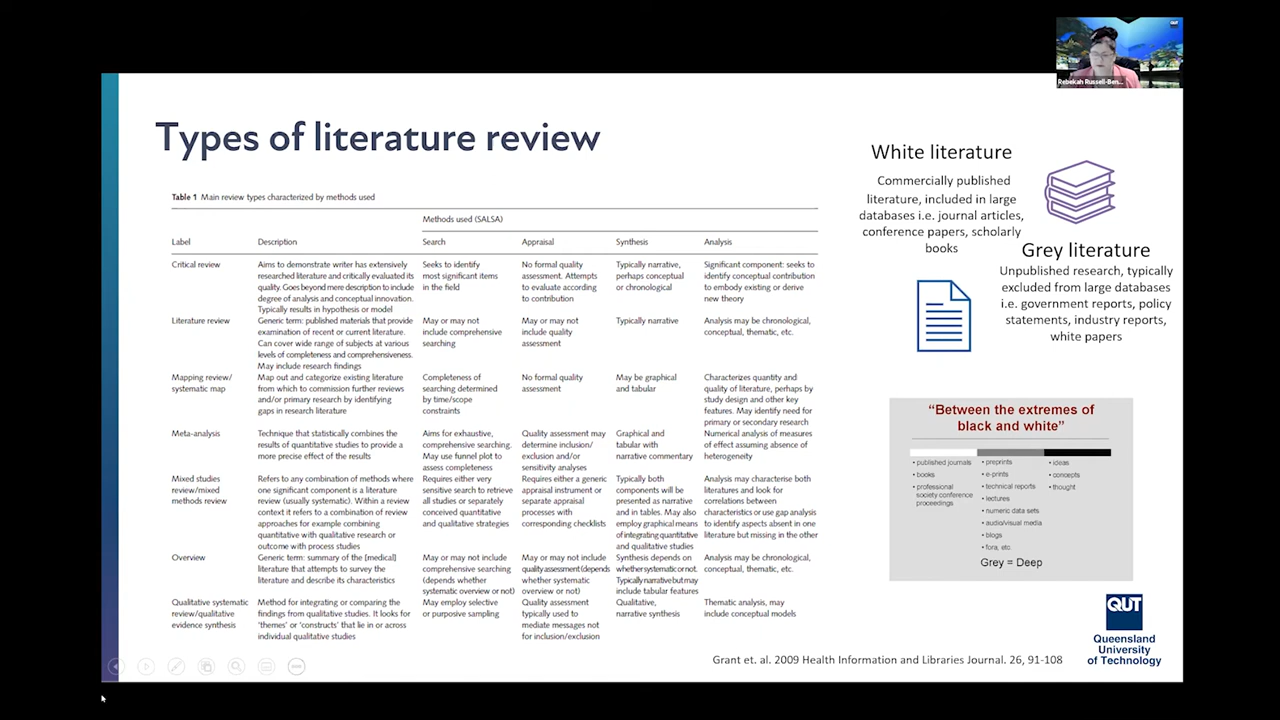 QUT
Rebekah Russell-Ben...
Types of literature review
Table 1 Main review types characterized by methods used
Methods used (SALSA)
Label Description Search Appraisal Synthesis Analysis
Critical review Aims to demonstrate writer has extensively Seeks to identify No formal quality Typically narrative, Significant component: seeks to
researched literature and critically evaluated its most significant items assessment. Attempts perhaps conceptual identify conceptual contribution
quality. Goes beyond mere description to include in the field to evaluate according or chronological to embody existing or derive
degree of analysis and conceptual innovation. to contribution new theory
Typically results in hypothesis or model
Literature review Generic term: published materials that provide May or may not May or may not Typically narrative Analysis may be chronological,
examination of recent or current literature. include comprehensive include quality conceptual, thematic, etc.
Can cover wide range of subjects at various searching assessment
levels of completeness and comprehensiveness.
May include research findings
Mapping review/ Map out and categorize existing literature Completeness of No formal quality May be graphical Characterizes quantity and
systematic map from which to commission further reviews searching determined assessment and tabular quality of literature, perhaps by
and/or primary research by identifying by time/scope study design and other key
gaps in research literature constraints features. May identify need for
primary or secondary research
Meta-analysis Technique that statistically combines the Aims for exhaustive, Quality assessment may Graphical and Numerical analysis of measures
results of quantitative studies to provide a comprehensive searching. determine inclusion/ tabular with of effect assuming absence of
more precise effect of the results May use funnel plot to exclusion and/or narrative commentary heterogeneity
assess completeness sensitivity analyses
Mixed studies Refers to any combination of methods where Requires either very Requires either a generic Typically both Analysis may characterise both
review/mixed one significant component is a literature sensitive search to retrieve appraisal instrument or components will be literatures and look for
methods review review (usually systematic). Within a review all studies or separately separate appraisal presented as narrative correlations between
context it refers to a combination of review conceived quantitative processes with and in tables. May also characteristics or use gap analysis
approaches for example combining and qualitative strategies corresponding checklists employ graphical means to identify aspects absent in one
quantitative with qualitative research or of integrating quantitative literature but missing in the other
outcome with process studies and qualitative studies
Overview Generic term: summary of the [medical] May or may not include May or may not include Synthesis depends on Analysis may be chronological,
literature that attempts to survey the comprehensive searching quality assessment (depends whether systematic or not. conceptual, thematic, etc.
literature and describe its characteristics (depends whether whether systematic Typically narrative but may
systematic overview or not) overview or not) include tabular features
Qualitative systematic Method for integrating or comparing the May employ selective Quality assessment Qualitative, Thematic analysis, may
review/qualitative findings from qualitative studies. It looks for or purposive sampling typically used to narrative synthesis include conceptual models
evidence synthesis ‘themes’ or ‘constructs’ that lie in or across mediate messages not
individual qualitative studies for inclusion/exclusion
White literature
Commercially published
literature, included in large
databases i.e. journal articles,
conference papers, scholarly
books
Grey literature
Unpublished research, typically
excluded from large databases
i.e. government reports, policy
statements, industry reports,
white papers
“Between the extremes of
black and white”
• published journals
• books
• professional
society conference
proceedings
• preprints
• e-prints
• technical reports
• lectures
• numeric data sets
• audio/visual media
• blogs
• fora, etc
• ideas
• concepts
• thought
Grey = Deep
Grant et. al. 2009 Health Information and Libraries Journal. 26, 91-108
QUT
Queensland
University
of Technology